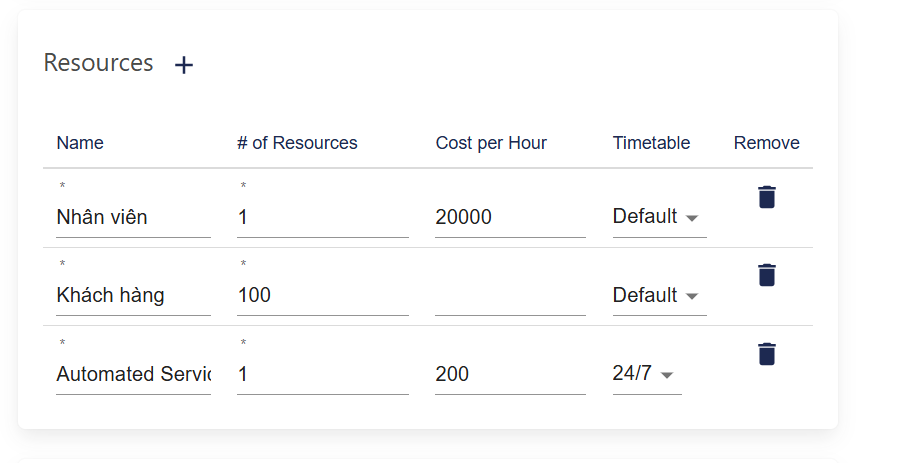 Resources +
Name # of Resources Cost per Hour Timetable Remove
* *
Nhân viên 1 20000 Default
* *
Khách hàng 100 Default
* *
Automated Servic 1 200 24/7